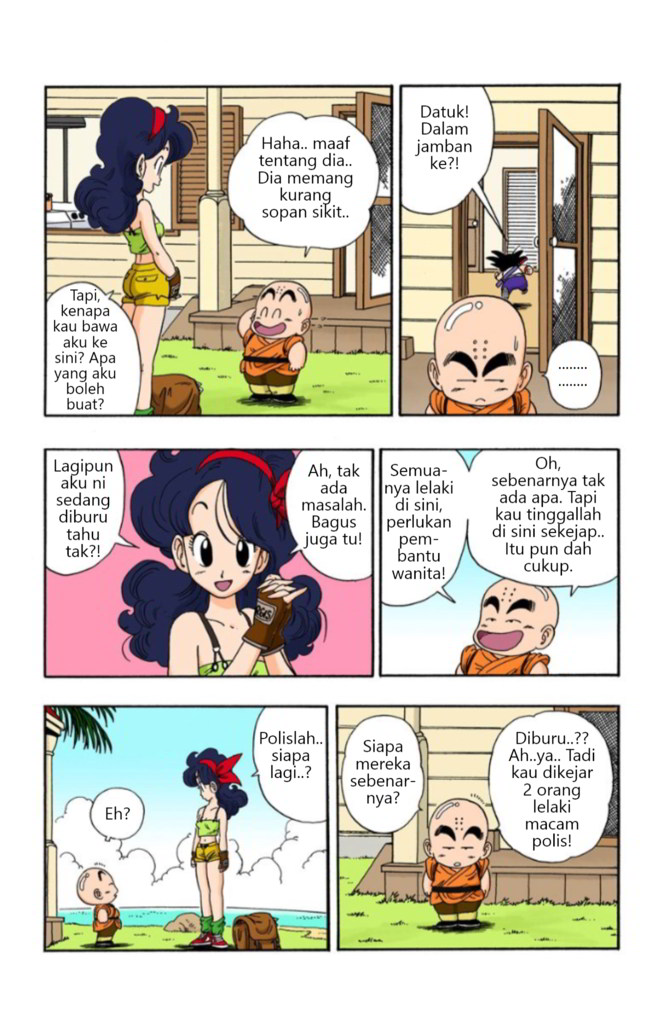 Datuk!
Dalam
jamban
ke?!
........
........
Haha.. maaf
tentang dia..
Dia memang
kurang
sopan sikit..
Tapi,
kenapa
kau bawa
aku ke
sini? Apa
yang aku
boleh
buat?
Oh,
sebenarnya tak
ada apa. Tapi
kau tinggallah
di sini sekejap..
Itu pun dah
cukup.
Semua-
nya lelaki
di sini,
perlukan
pem-
bantu
wanita!
Ah, tak
ada
masalah.
Bagus
juga tu!
Lagipun
aku ni
sedang
diburu
tahu
tak?!
Diburu..??
Ah..ya.. Tadi
kau dikejar
2 orang
lelaki
macam
polis!
Siapa
mereka
sebenar-
nya?
Polislah..
siapa
lagi..?
Eh?